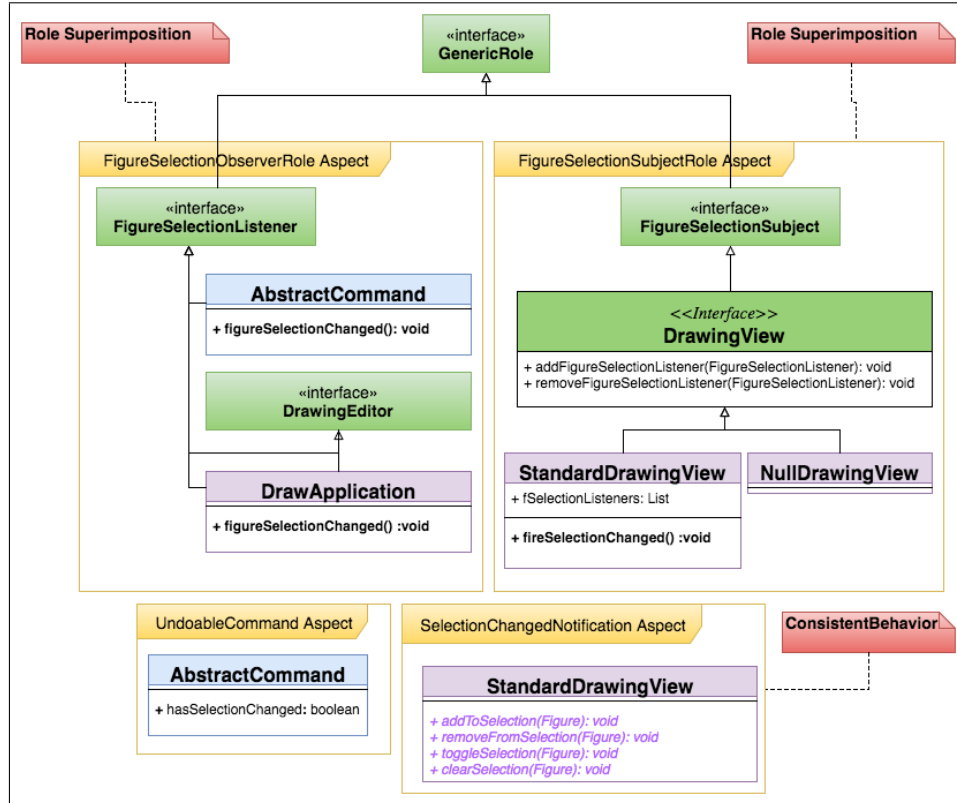 Role Superimposition
«interface»
GenericRole
Role Superimposition
FigureSelectionObserverRole Aspect
«interface»
FigureSelectionListener
AbstractCommand
+ figureSelectionChanged(): void
«interface»
DrawingEditor
DrawApplication
+ figureSelectionChanged() :void
FigureSelectionSubjectRole Aspect
«interface»
FigureSelectionSubject
<<Interface>>
DrawingView
+ addFigureSelectionListener(FigureSelectionListener): void
+ removeFigureSelectionListener(FigureSelectionListener): void
StandardDrawingView
fSelectionListeners: List
+ fireSelectionChanged() :void
NullDrawingView
UndoableCommand Aspect
AbstractCommand
+ hasSelectionChanged: boolean
SelectionChangedNotification Aspect
StandardDrawingView
+ addToSelection(Figure): void
+ removeFromSelection(Figure): void
+ toggleSelection(Figure): void
+ clearSelection(Figure): void
ConsistentBehavior